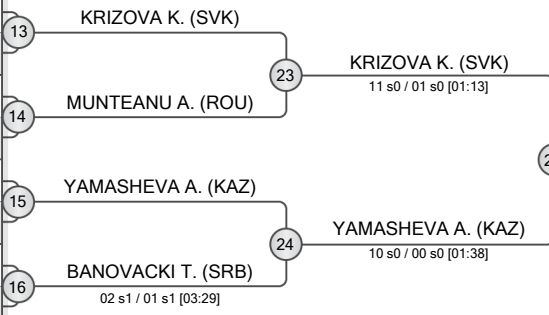 13
KRIZOVA K. (SVK)
23
KRIZOVA K. (SVK)
11 s0 / 01 s0 [01:13]
14
MUNTEANU A. (ROU)
15
YAMASHEVA A. (KAZ)
24
YAMASHEVA A. (KAZ)
10 s0 / 00 s0 [01:38]
16
BANOVACKI T. (SRB)
02 s1 / 01 s1 [03:29]